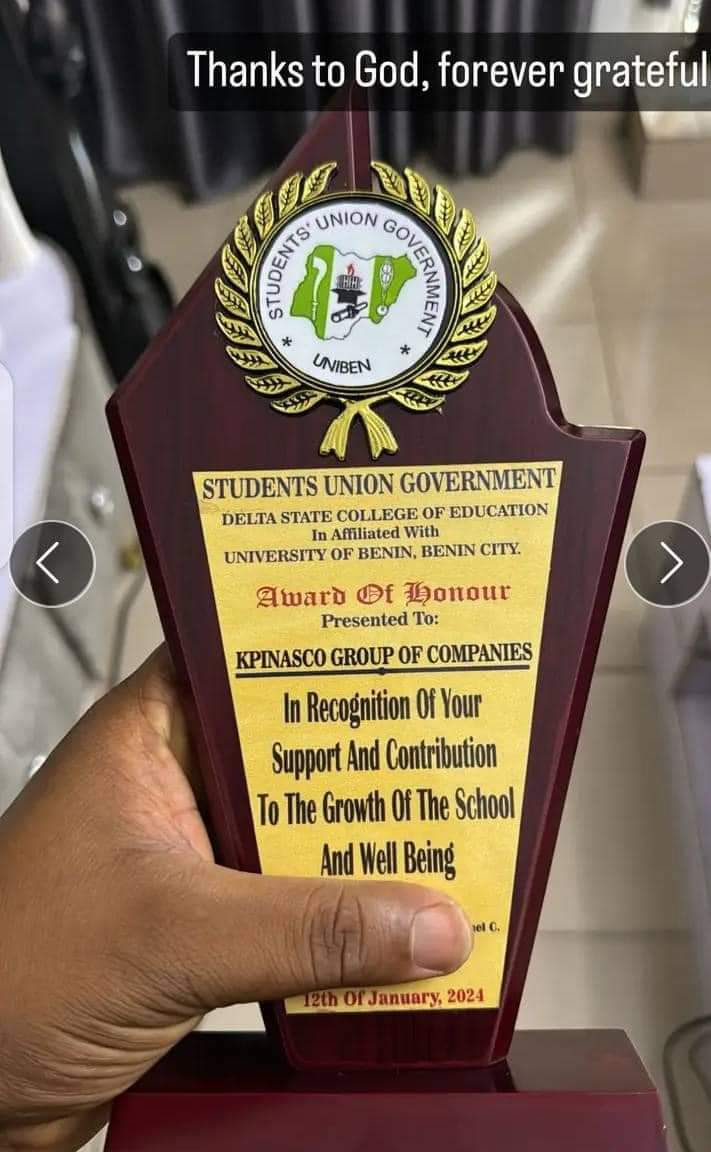 Thanks to God, forever grateful
STUDENTS' UNION GOVERNMENT
* UNIBEN *
STUDENTS UNION GOVERNMENT
DELTA STATE COLLEGE OF EDUCATION
In Affiliated With
UNIVERSITY OF BENIN, BENIN CITY.
Award Of Honour
Presented To:
KPINASCO GROUP OF COMPANIES
In Recognition Of Your
Support And Contribution
To The Growth Of The School
And Well Being
C.
12th Of January, 2024